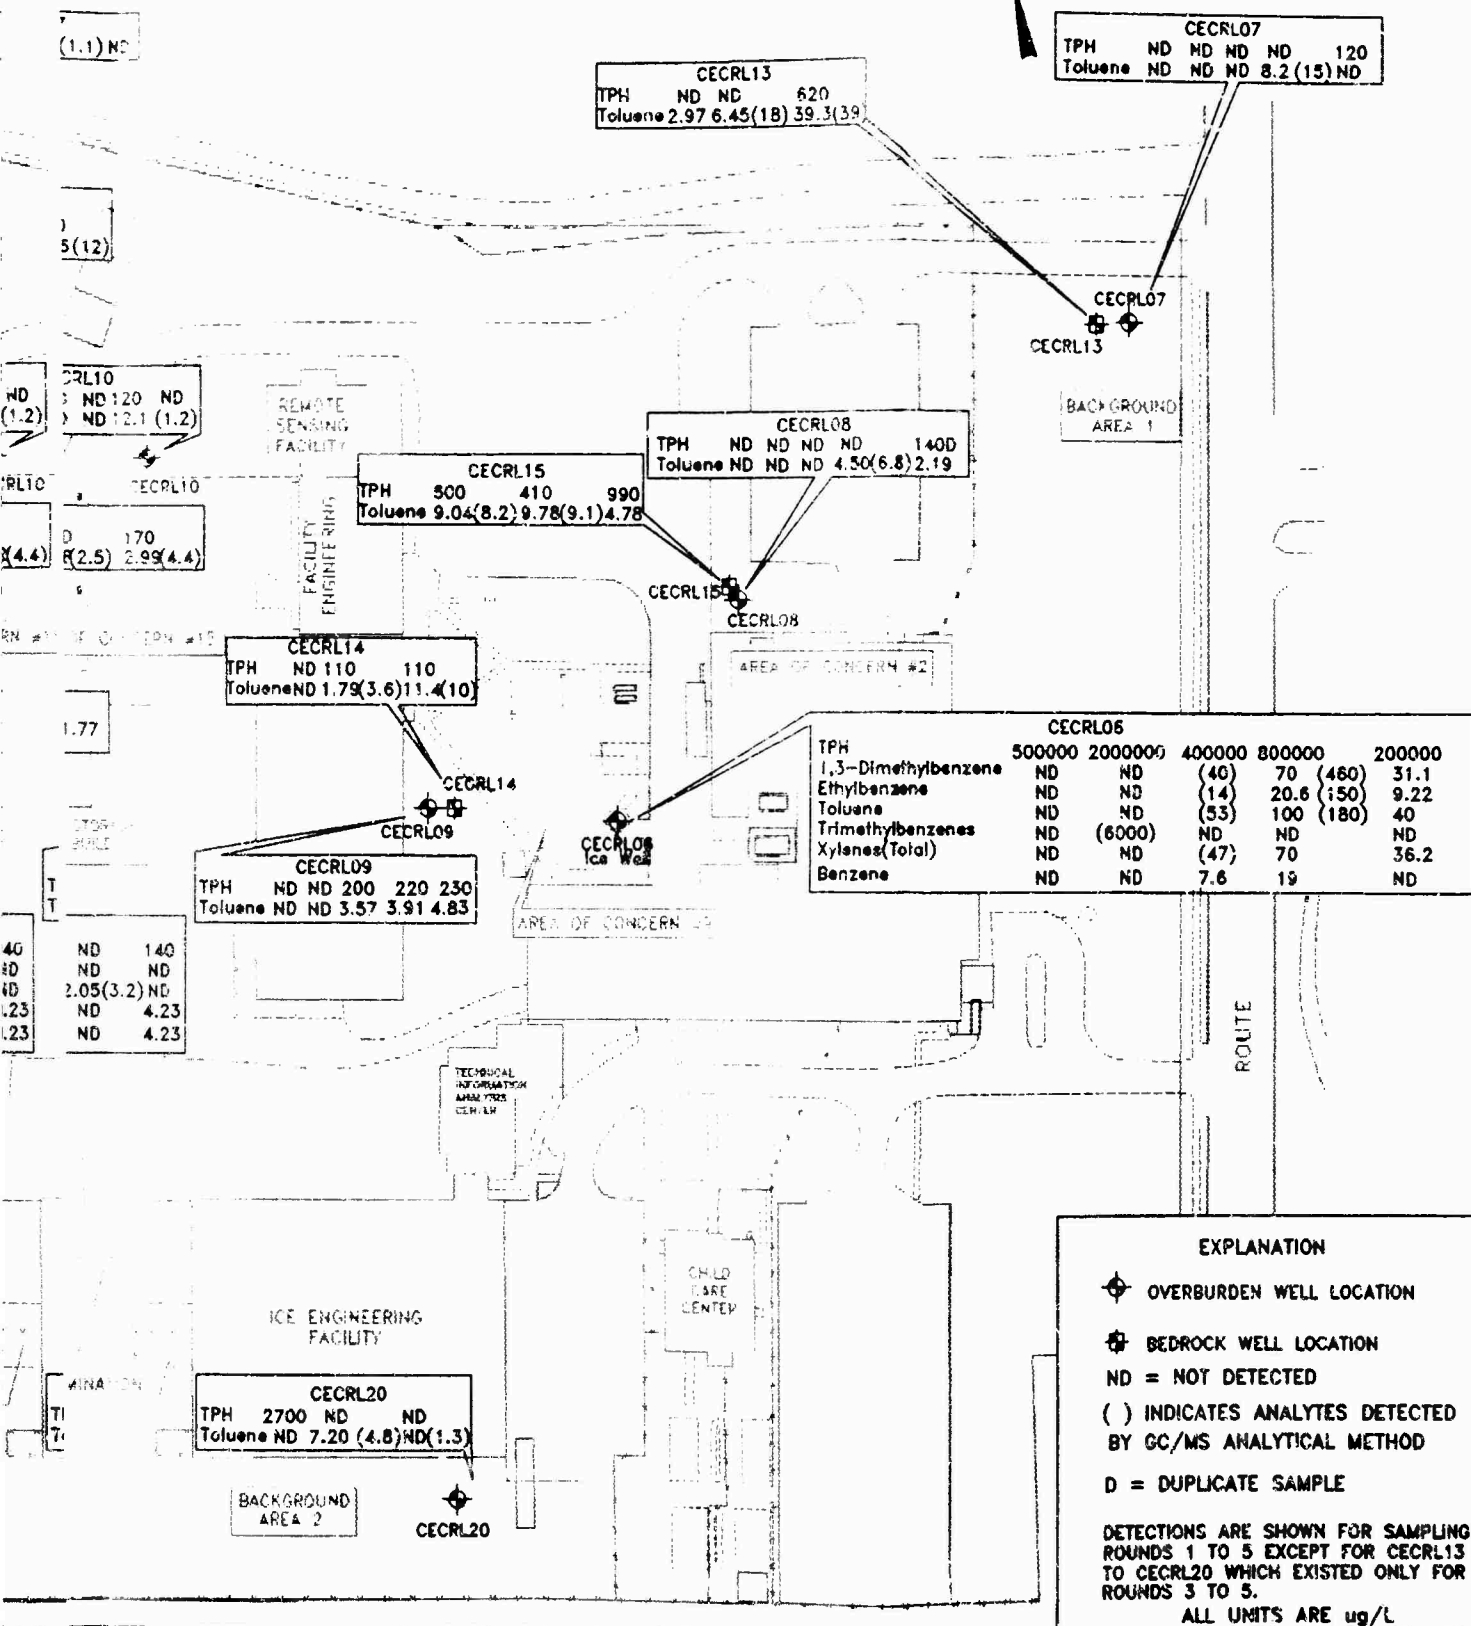 (1.1) ND
CECRL07
TPH ND ND ND ND 120
Toluene ND ND ND 8.2 (15) ND
CECRL13
TPH ND ND 620
Toluene 2.97 6.45(18) 39.3(39)
5(12)
CECRL07
CECRL13
BACKGROUND
AREA 1
ND
(1.2)
CRL10
ND 120 ND
ND 12.1 (1.2)
REMOTE
SENSING
FACILITY
CECRL08
TPH ND ND ND ND 140D
Toluene ND ND ND 4.50(6.8) 2.19
CECRL15
TPH 500 410 990
Toluene 9.04(8.2) 9.78(9.1) 4.78
RL10
CECRL10
(4.4)
170
(2.5) 2.99(4.4)
FACILITY
ENGINEERING
CECRL15
CECRL08
CECRL14
TPH ND 110 110
Toluene ND 1.79(3.6) 11.4(10)
AREA OF CONCERN #2
1.77
CECRL06
TPH 500000 2000000 400000 800000 200000
1,3-Dimethylbenzene ND ND (40) 70 (460) 31.1
Ethylbenzene ND ND (14) 20.6 (150) 9.22
Toluene ND ND (53) 100 (180) 40
Trimethylbenzenes ND (6000) ND ND ND
Xylenes(Total) ND ND (47) 70 36.2
Benzene ND ND 7.6 19 ND
CECRL14
CECRL09
CECRL06
Ice Well
CECRL09
TPH ND ND 200 220 230
Toluene ND ND 3.57 3.91 4.83
AREA OF CONCERN #9
40 ND 140
ND ND ND
ND 2.05(3.2) ND
.23 ND 4.23
.23 ND 4.23
ROUTE
TECHNICAL
INFORMATION
ANALYSIS
CENTER
CHILD
CARE
CENTER
ICE ENGINEERING
FACILITY
CECRL20
TPH 2700 ND ND
Toluene ND 7.20 (4.8) ND(1.3)
BACKGROUND
AREA 2
CECRL20
EXPLANATION
OVERBURDEN WELL LOCATION
BEDROCK WELL LOCATION
ND = NOT DETECTED
( ) INDICATES ANALYTES DETECTED
BY GC/MS ANALYTICAL METHOD
D = DUPLICATE SAMPLE
DETECTIONS ARE SHOWN FOR SAMPLING
ROUNDS 1 TO 5 EXCEPT FOR CECRL13
TO CECRL20 WHICH EXISTED ONLY FOR
ROUNDS 3 TO 5.
ALL UNITS ARE ug/L